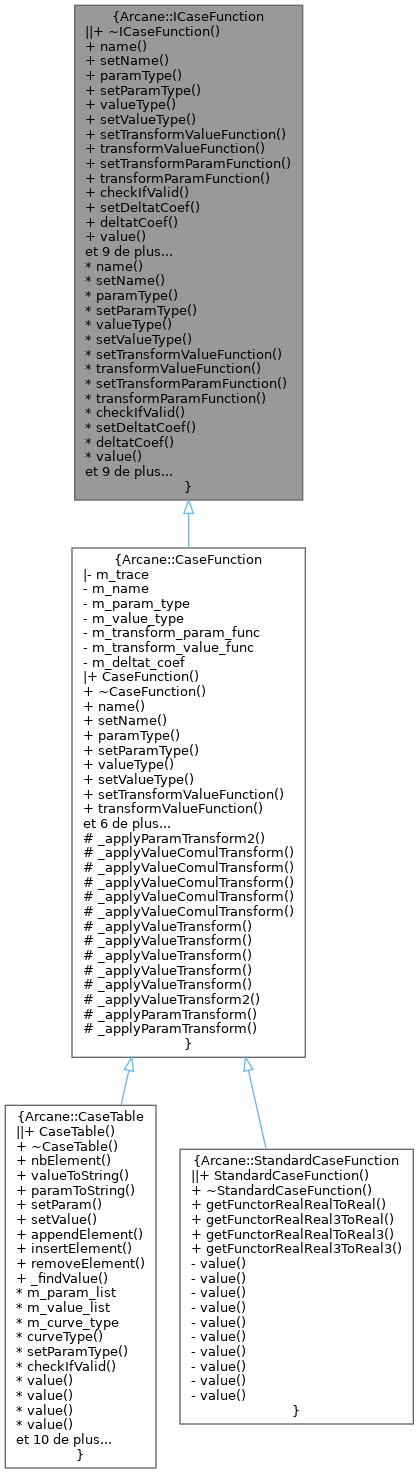 {Arcane::ICaseFunction
||+ ~ICaseFunction()
+ name()
+ setName()
+ paramType()
+ setParamType()
+ valueType()
+ setValueType()
+ setTransformValueFunction()
+ transformValueFunction()
+ setTransformParamFunction()
+ transformParamFunction()
+ checkIfValid()
+ setDeltatCoef()
+ deltatCoef()
+ value()
et 9 de plus...
* name()
* setName()
* paramType()
* setParamType()
* valueType()
* setValueType()
* setTransformValueFunction()
* transformValueFunction()
* setTransformParamFunction()
* transformParamFunction()
* checkIfValid()
* setDeltatCoef()
* deltatCoef()
* value()
et 9 de plus...
}
{Arcane::CaseFunction
|- m_trace
- m_name
- m_param_type
- m_value_type
- m_transform_param_func
- m_transform_value_func
- m_deltat_coef
|+ CaseFunction()
+ ~CaseFunction()
+ name()
+ setName()
+ paramType()
+ setParamType()
+ valueType()
+ setValueType()
+ setTransformValueFunction()
+ transformValueFunction()
et 6 de plus...
# _applyParamTransform2()
# _applyValueComulTransform()
# _applyValueComulTransform()
# _applyValueComulTransform()
# _applyValueComulTransform()
# _applyValueComulTransform()
# _applyValueTransform()
# _applyValueTransform()
# _applyValueTransform()
# _applyValueTransform()
# _applyValueTransform()
# _applyValueTransform2()
# _applyParamTransform()
# _applyParamTransform()
}
{Arcane::CaseTable
||+ CaseTable()
+ ~CaseTable()
+ nbElement()
+ valueToString()
+ paramToString()
+ setParam()
+ setValue()
+ appendElement()
+ insertElement()
+ removeElement()
+ _findValue()
* m_param_list
* m_value_list
* m_curve_type
* curveType()
* setParamType()
* checkIfValid()
* value()
* value()
* value()
* value()
et 10 de plus...
}
{Arcane::StandardCaseFunction
||+ StandardCaseFunction()
+ ~StandardCaseFunction()
+ getFunctorRealRealToReal()
+ getFunctorRealReal3ToReal()
+ getFunctorRealRealToReal3()
+ getFunctorRealReal3ToReal3()
- value()
- value()
- value()
- value()
- value()
- value()
- value()
- value()
- value()
- value()
}